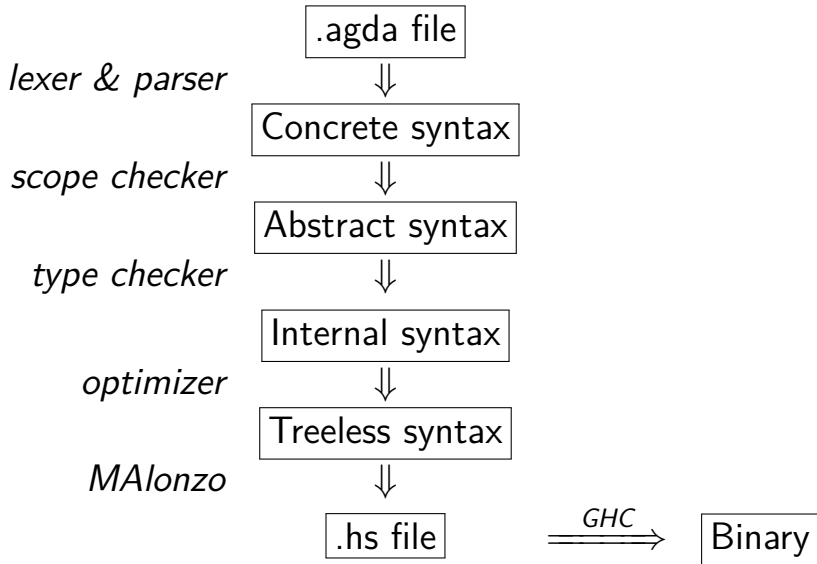 .agda file
lexer & parser
Concrete syntax
scope checker
Abstract syntax
type checker
Internal syntax
optimizer
Treeless syntax
MAlonzo
.hs file
GHC
Binary